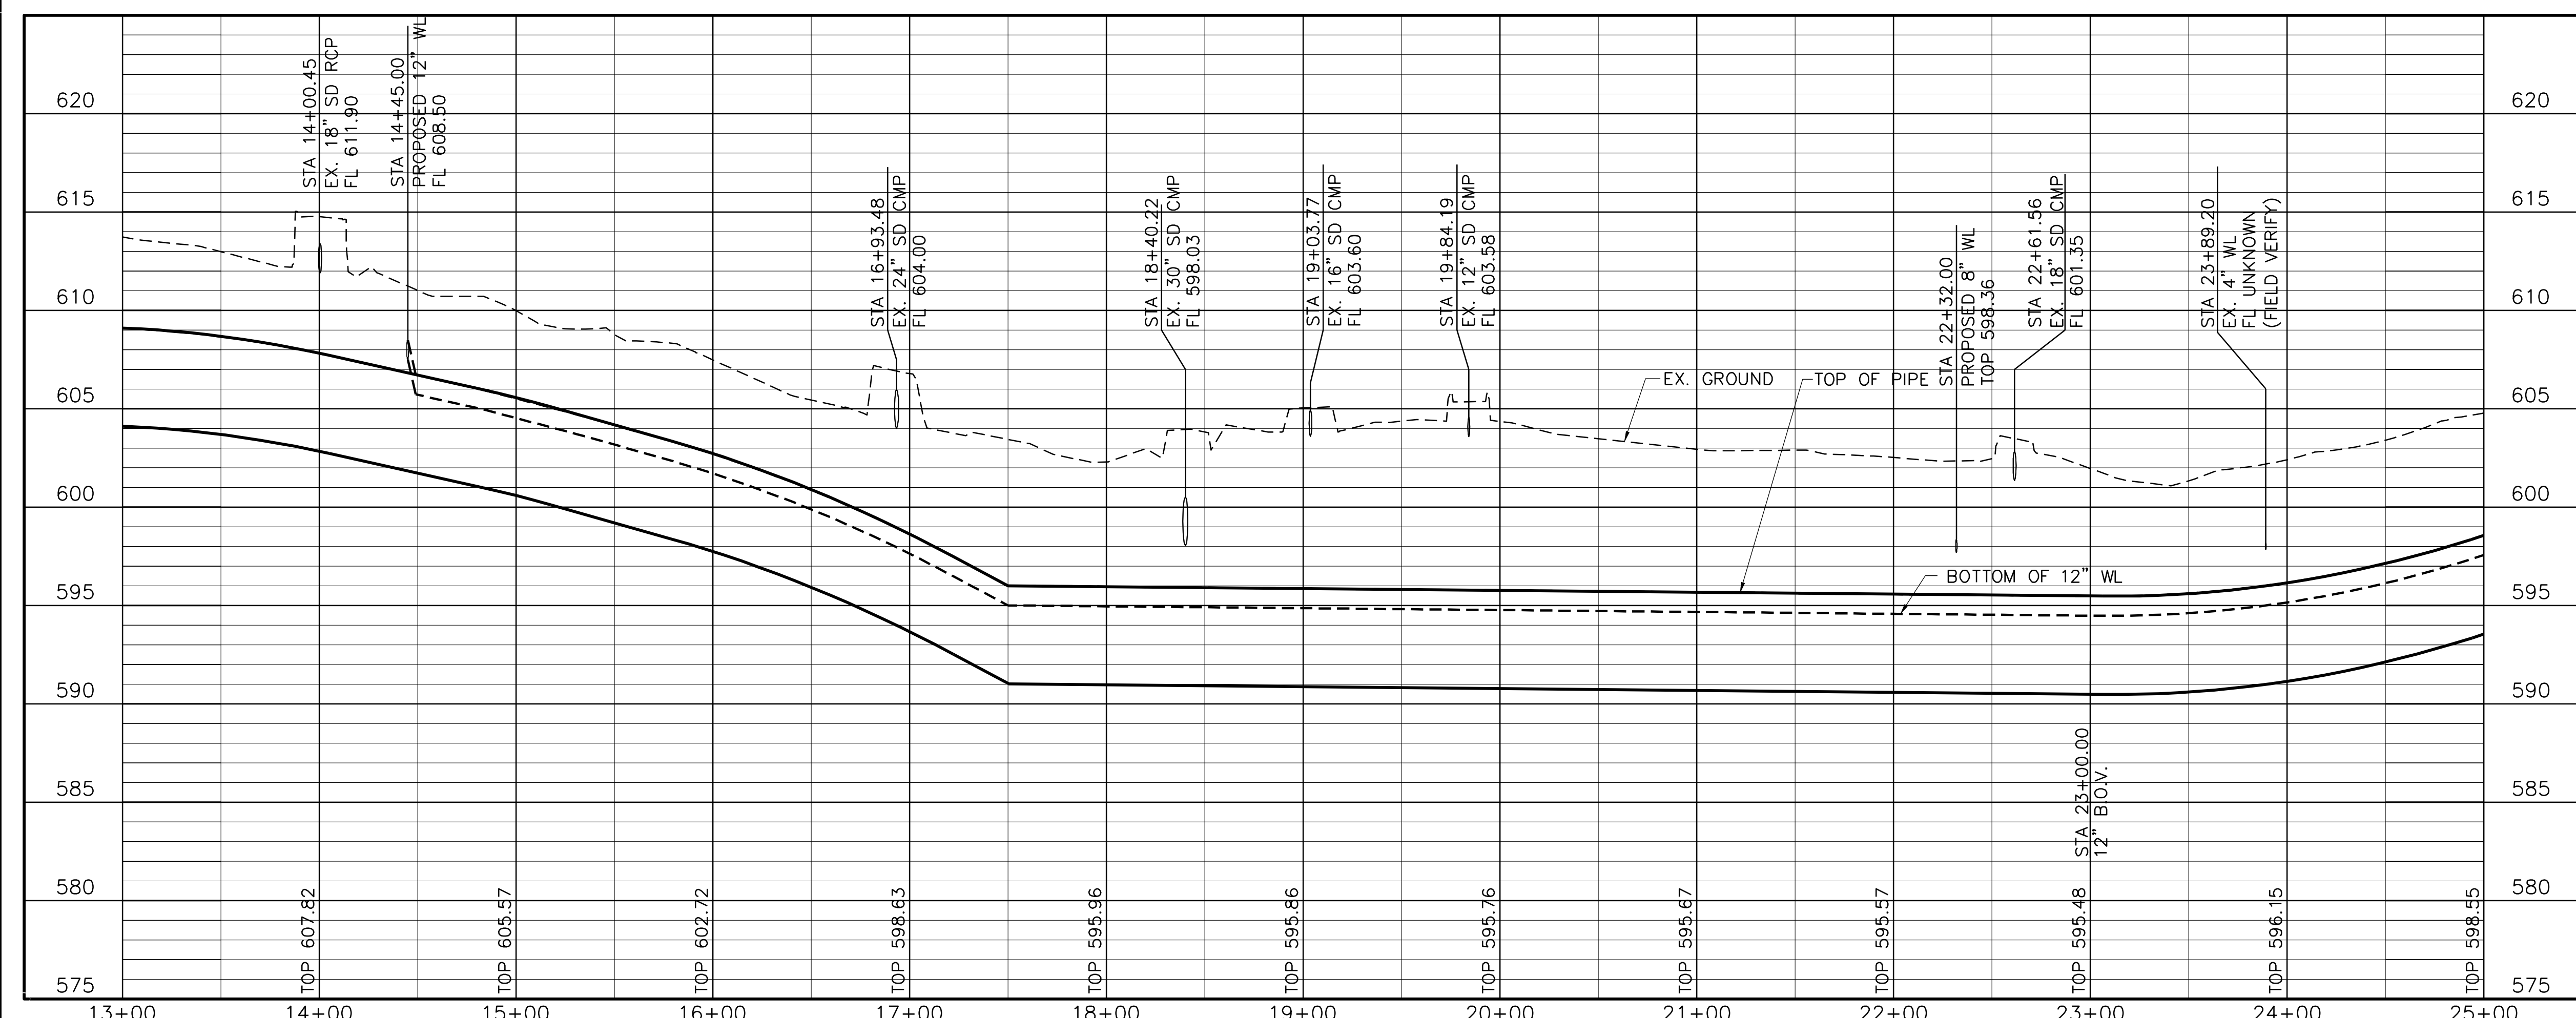 STA 14+00.45
EX. 18" SD RCP
FL 611.90
STA 14+45.00
PROPOSED 12" WL
FL 608.50
STA 16+93.48
EX. 24" SD CMP
FL 604.00
STA 18+40.22
EX. 30" SD CMP
FL 598.03
STA 19+03.77
EX. 16" SD CMP
FL 603.60
STA 19+84.19
EX. 12" SD CMP
FL 603.58
STA 22+32.00
PROPOSED 8" WL
TOP 598.36
STA 22+61.56
EX. 18" SD CMP
FL 601.35
STA 23+89.20
EX. 4" WL
FL UNKNOWN
(FIELD VERIFY)
EX. GROUND
TOP OF PIPE
BOTTOM OF 12" WL
STA 23+00.00
12" B.O.V.
620
615
610
605
600
595
590
585
580
575
620
615
610
605
600
595
590
585
580
575
TOP 607.82
TOP 605.57
TOP 602.72
TOP 598.63
TOP 595.96
TOP 595.86
TOP 595.76
TOP 595.67
TOP 595.57
TOP 595.48
TOP 596.15
TOP 598.55
13+00
14+00
15+00
16+00
17+00
18+00
19+00
20+00
21+00
22+00
23+00
24+00
25+00